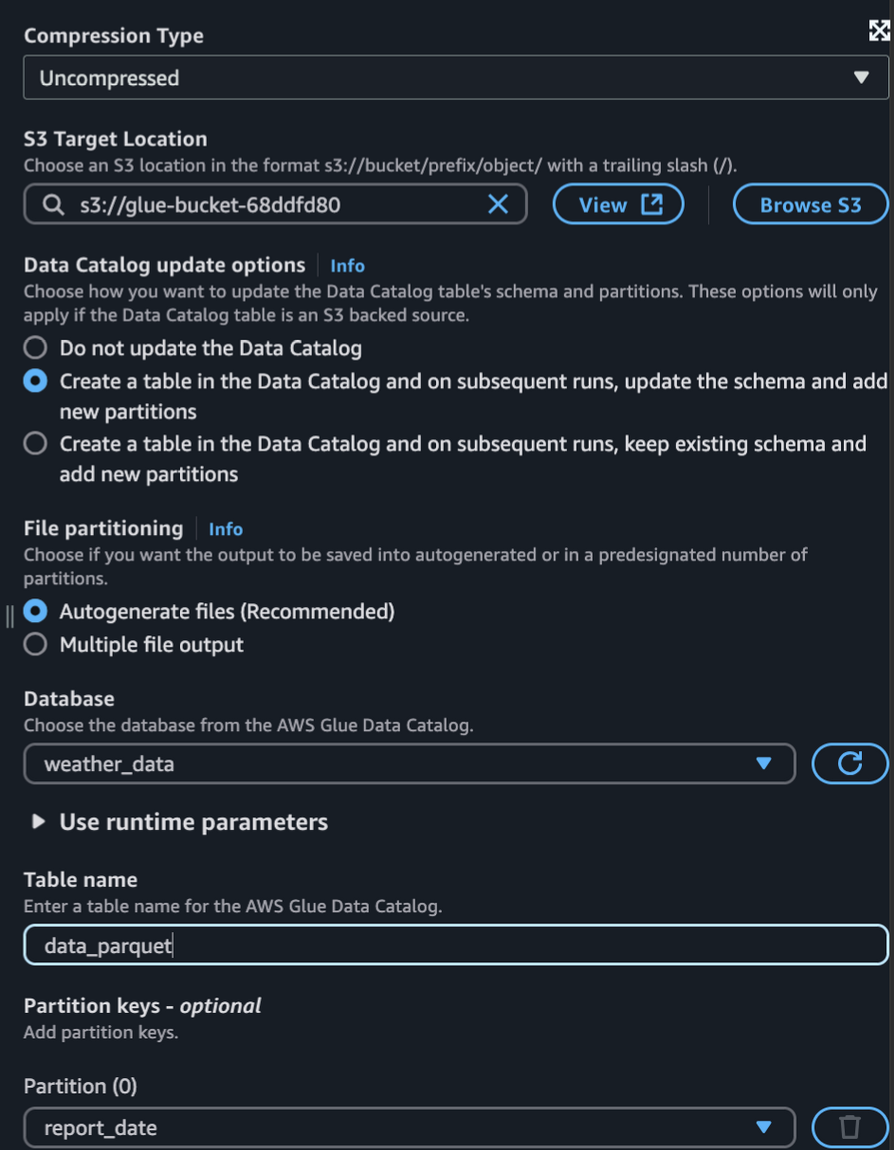 Compression Type
Uncompressed
S3 Target Location
Choose an S3 location in the format s3://bucket/prefix/object/ with a trailing slash (/).
s3://glue-bucket-68ddfd80
View
Browse S3
Data Catalog update options
Info
Choose how you want to update the Data Catalog table's schema and partitions. These options will only
apply if the Data Catalog table is an S3 backed source.
Do not update the Data Catalog
Create a table in the Data Catalog and on subsequent runs, update the schema and add
new partitions
Create a table in the Data Catalog and on subsequent runs, keep existing schema and
add new partitions
File partitioning
Info
Choose if you want the output to be saved into autogenerated or in a predesignated number of
partitions.
Autogenerate files (Recommended)
Multiple file output
Database
Choose the database from the AWS Glue Data Catalog.
weather_data
Use runtime parameters
Table name
Enter a table name for the AWS Glue Data Catalog.
data_parquet
Partition keys - optional
Add partition keys.
Partition (0)
report_date